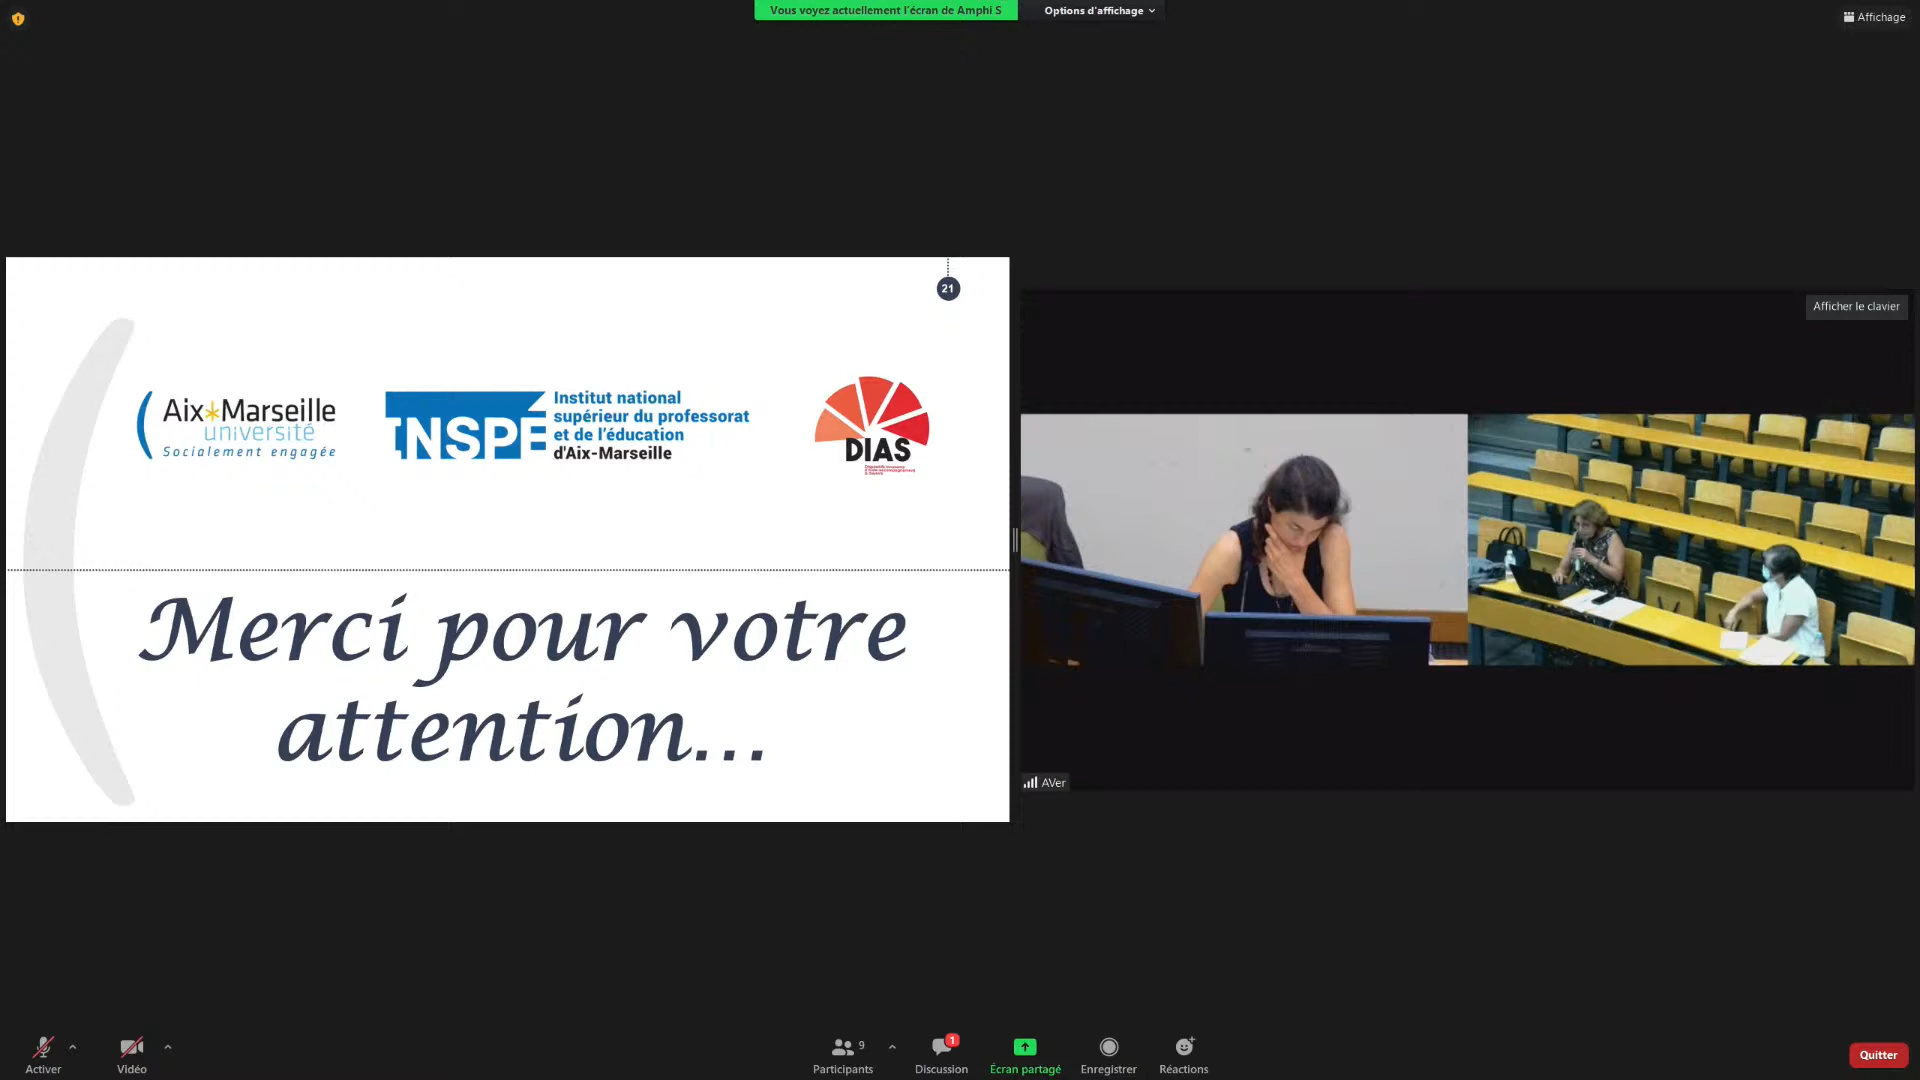 Vous voyez actuellement l'écran de Amphi S
Options d'affichage
Affichage
21
Aix Marseille
université
Socialement engagée
INSPÉ
Institut national
supérieur du professorat
et de l'éducation
d'Aix-Marseille
DIAS
Merci pour votre
attention...
Afficher le clavier
AVer
Activer
Vidéo
Participants
9
Discussion
1
Écran partagé
Enregistrer
Réactions
Quitter